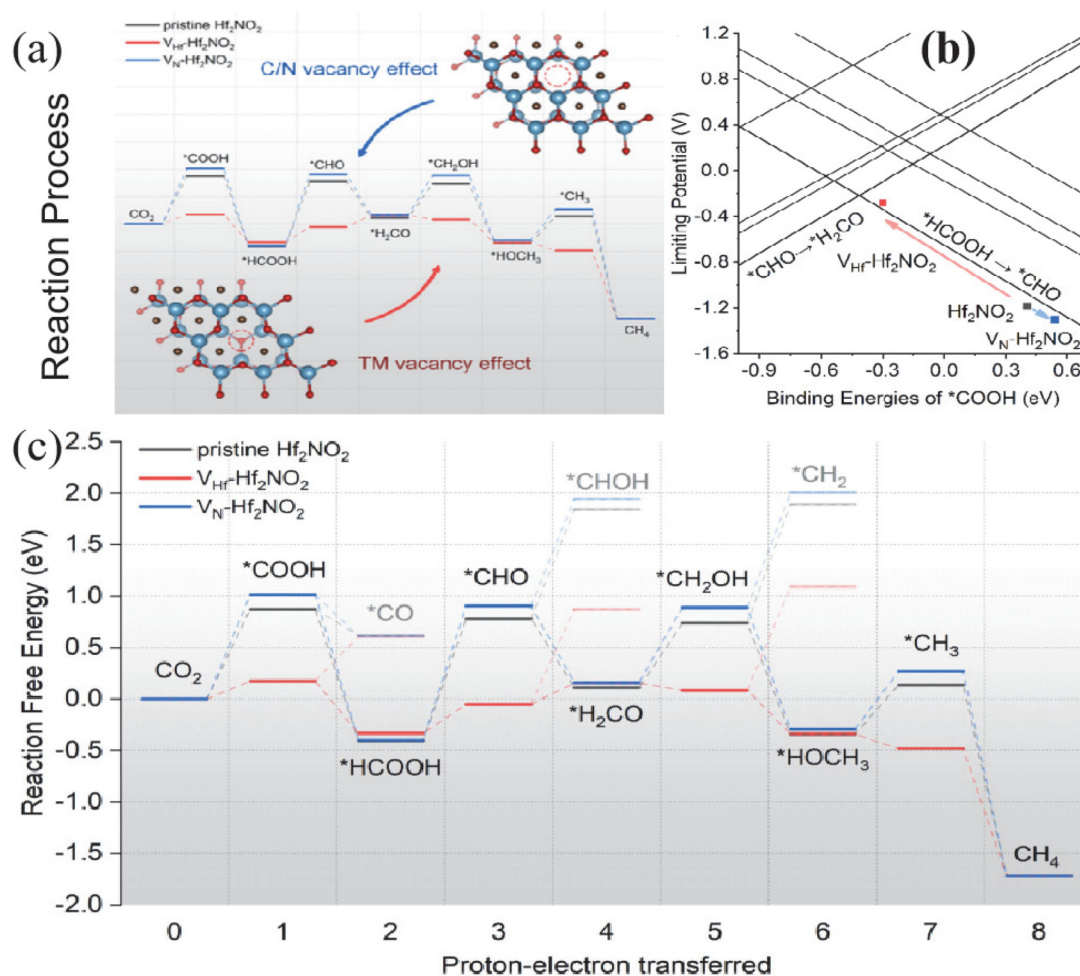 (a)
pristine Hf₂NO₂
V_Hf-Hf₂NO₂
V_N-Hf₂NO₂
C/N vacancy effect
Reaction Process
*COOH
*CHO
*CH₂OH
*CH₃
CO₂
*HCOOH
*H₂CO
*HOCH₃
CH₄
TM vacancy effect
(b)
1.2
0.8
0.4
0.0
-0.4
-0.8
-1.2
-1.6
Limiting Potential (V)
*CHO→*H₂CO
*HCOOH → *CHO
V_Hf-Hf₂NO₂
Hf₂NO₂
V_N-Hf₂NO₂
-0.9 -0.6 -0.3 0.0 0.3 0.6
Binding Energies of *COOH (eV)
(c)
pristine Hf₂NO₂
V_Hf-Hf₂NO₂
V_N-Hf₂NO₂
2.5
2.0
1.5
1.0
0.5
0.0
-0.5
-1.0
-1.5
-2.0
Reaction Free Energy (eV)
CO₂
*COOH
*CO
*HCOOH
*CHO
*CHOH
*H₂CO
*CH₂OH
*CH₂
*HOCH₃
*CH₃
CH₄
0 1 2 3 4 5 6 7 8
Proton-electron transferred